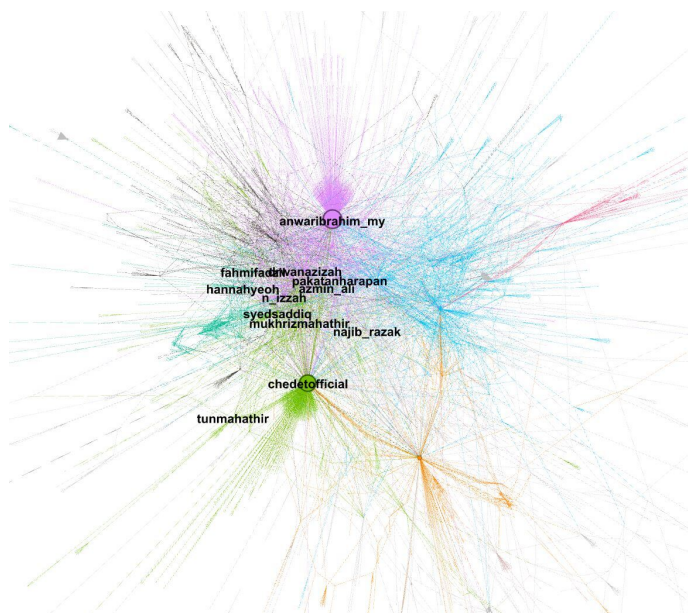 anwaribrahim_my
fahmifadzil drwanazizah
pakatanharapan
hannahyeoh azmin_ali
n_izzah
syedsaddiq
mukhrizmahathir
najib_razak
chedetofficial
tunmahathir